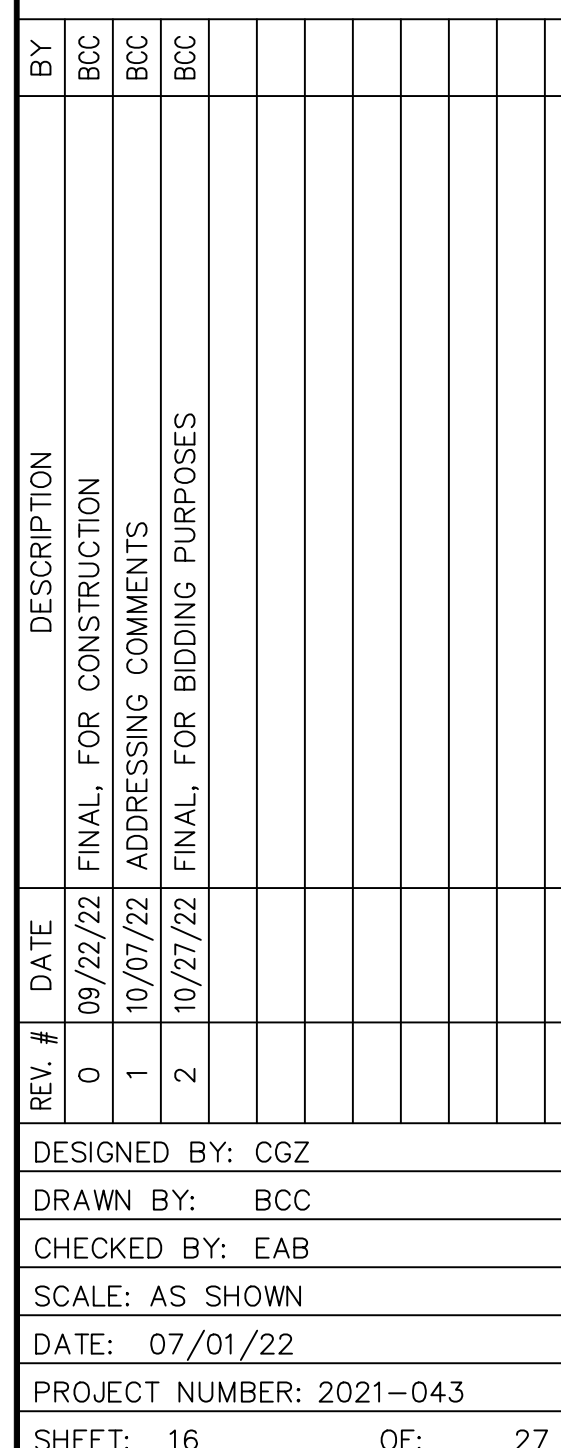 REV. # DATE DESCRIPTION BY
0 09/22/22 FINAL, FOR CONSTRUCTION BCC
1 10/07/22 ADDRESSING COMMENTS BCC
2 10/27/22 FINAL, FOR BIDDING PURPOSES BCC
DESIGNED BY: CGZ
DRAWN BY: BCC
CHECKED BY: EAB
SCALE: AS SHOWN
DATE: 07/01/22
PROJECT NUMBER: 2021-043
SHEET: 16 OF: 27